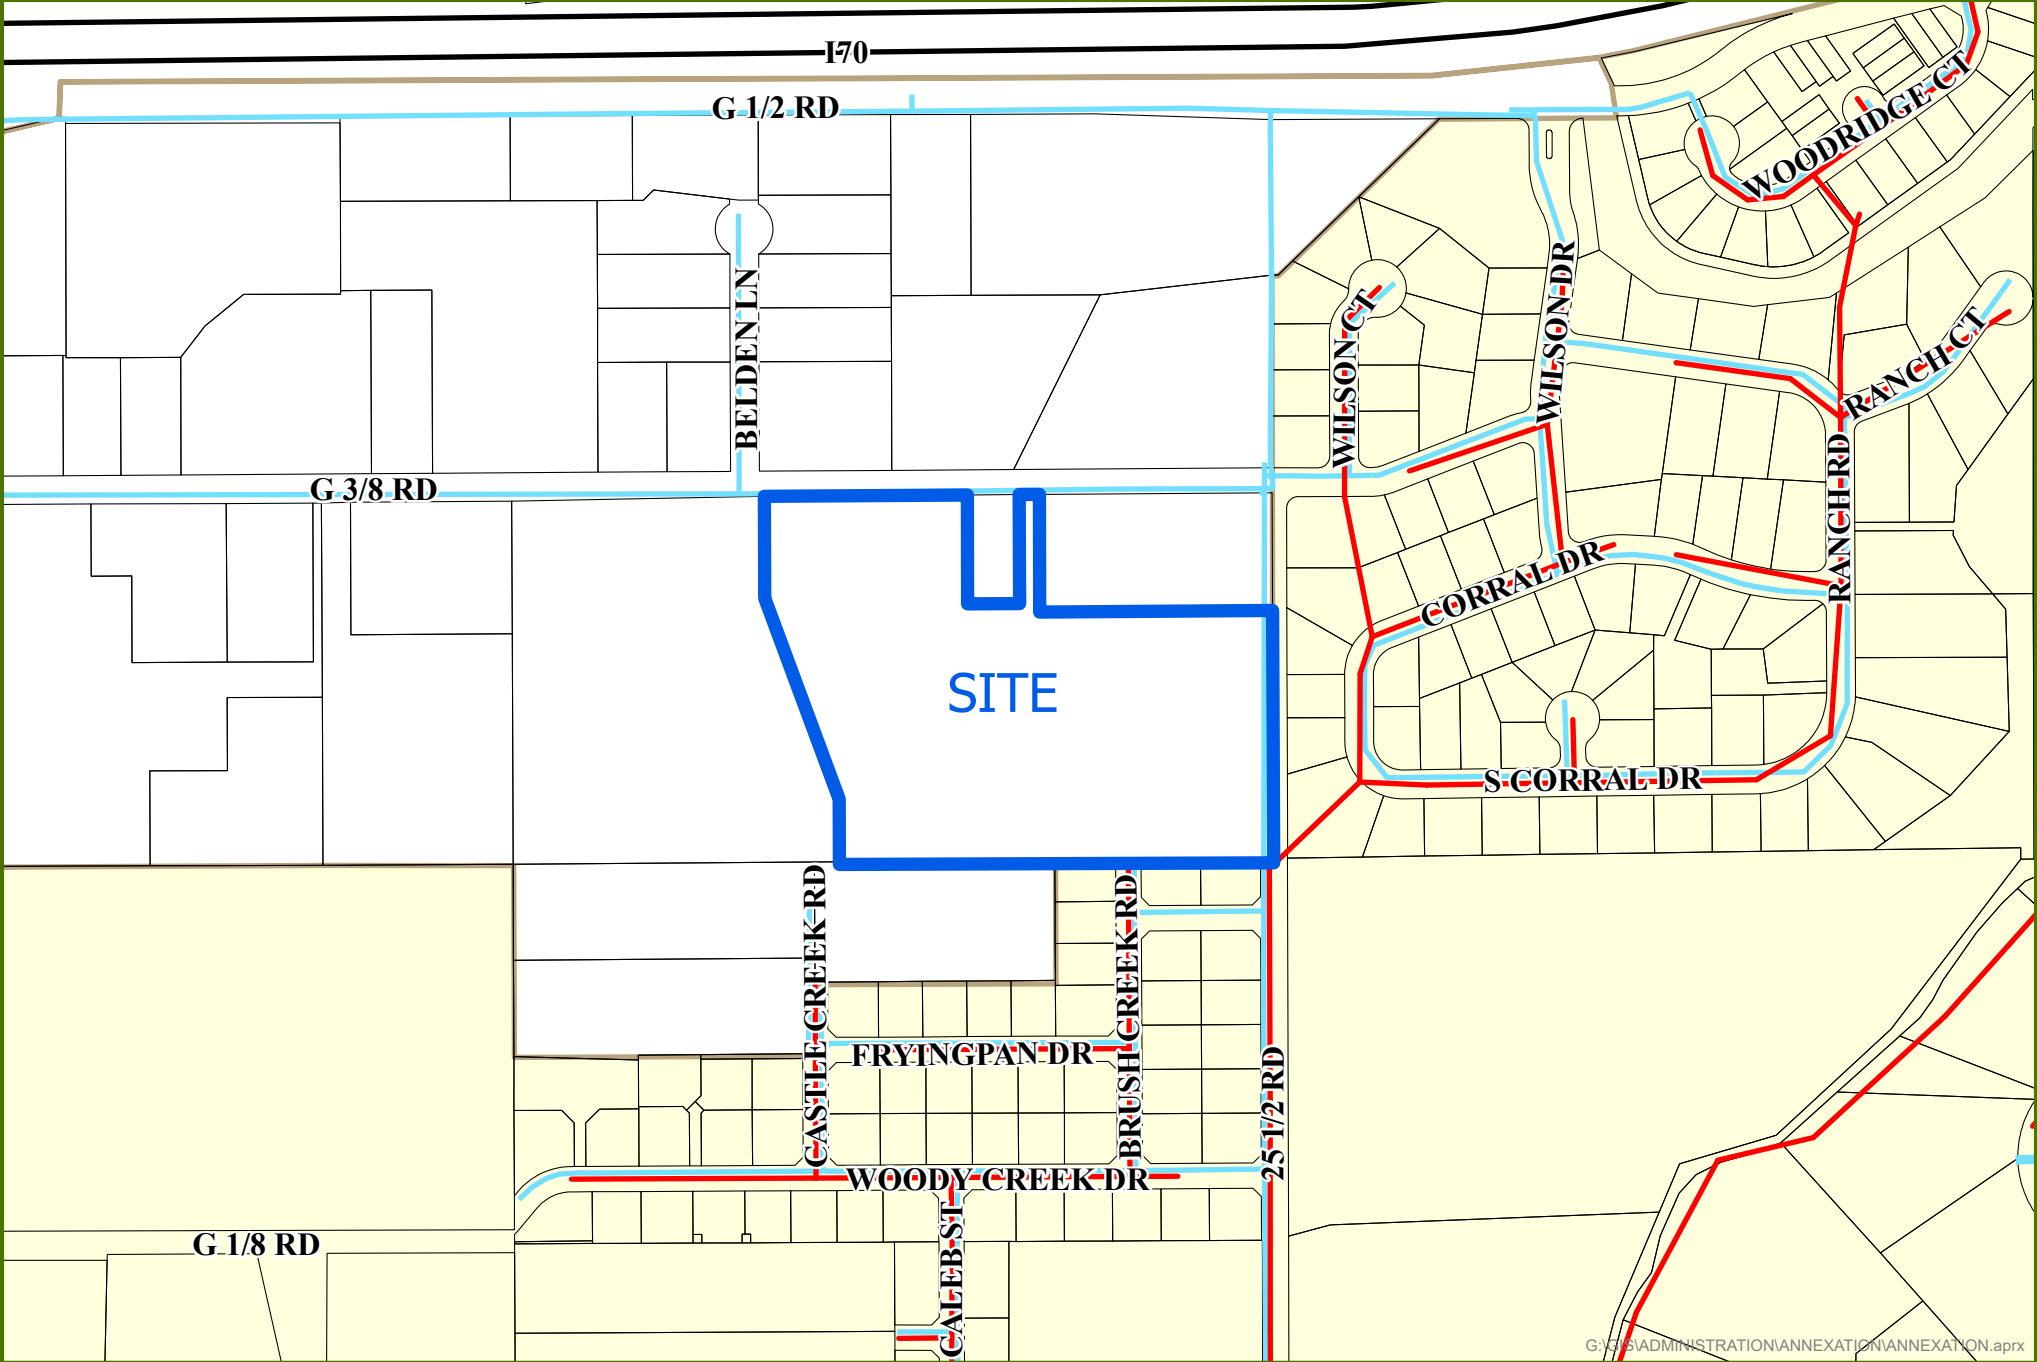 I-70
G 1/2 RD
WOODRIDGE CT
BELDEN LN
WILSON CT
WILSON DR
RANCH CT
G 3/8 RD
RANCH RD
CORRAL DR
SITE
S CORRAL DR
CASTLE CREEK RD
BRUSH CREEK RD
FRYINGPAN DR
25 1/2 RD
WOODY CREEK DR
G 1/8 RD
CALEB ST
G:\GIS\ADMINISTRATION\ANNEXATION\ANNEXATION.aprx